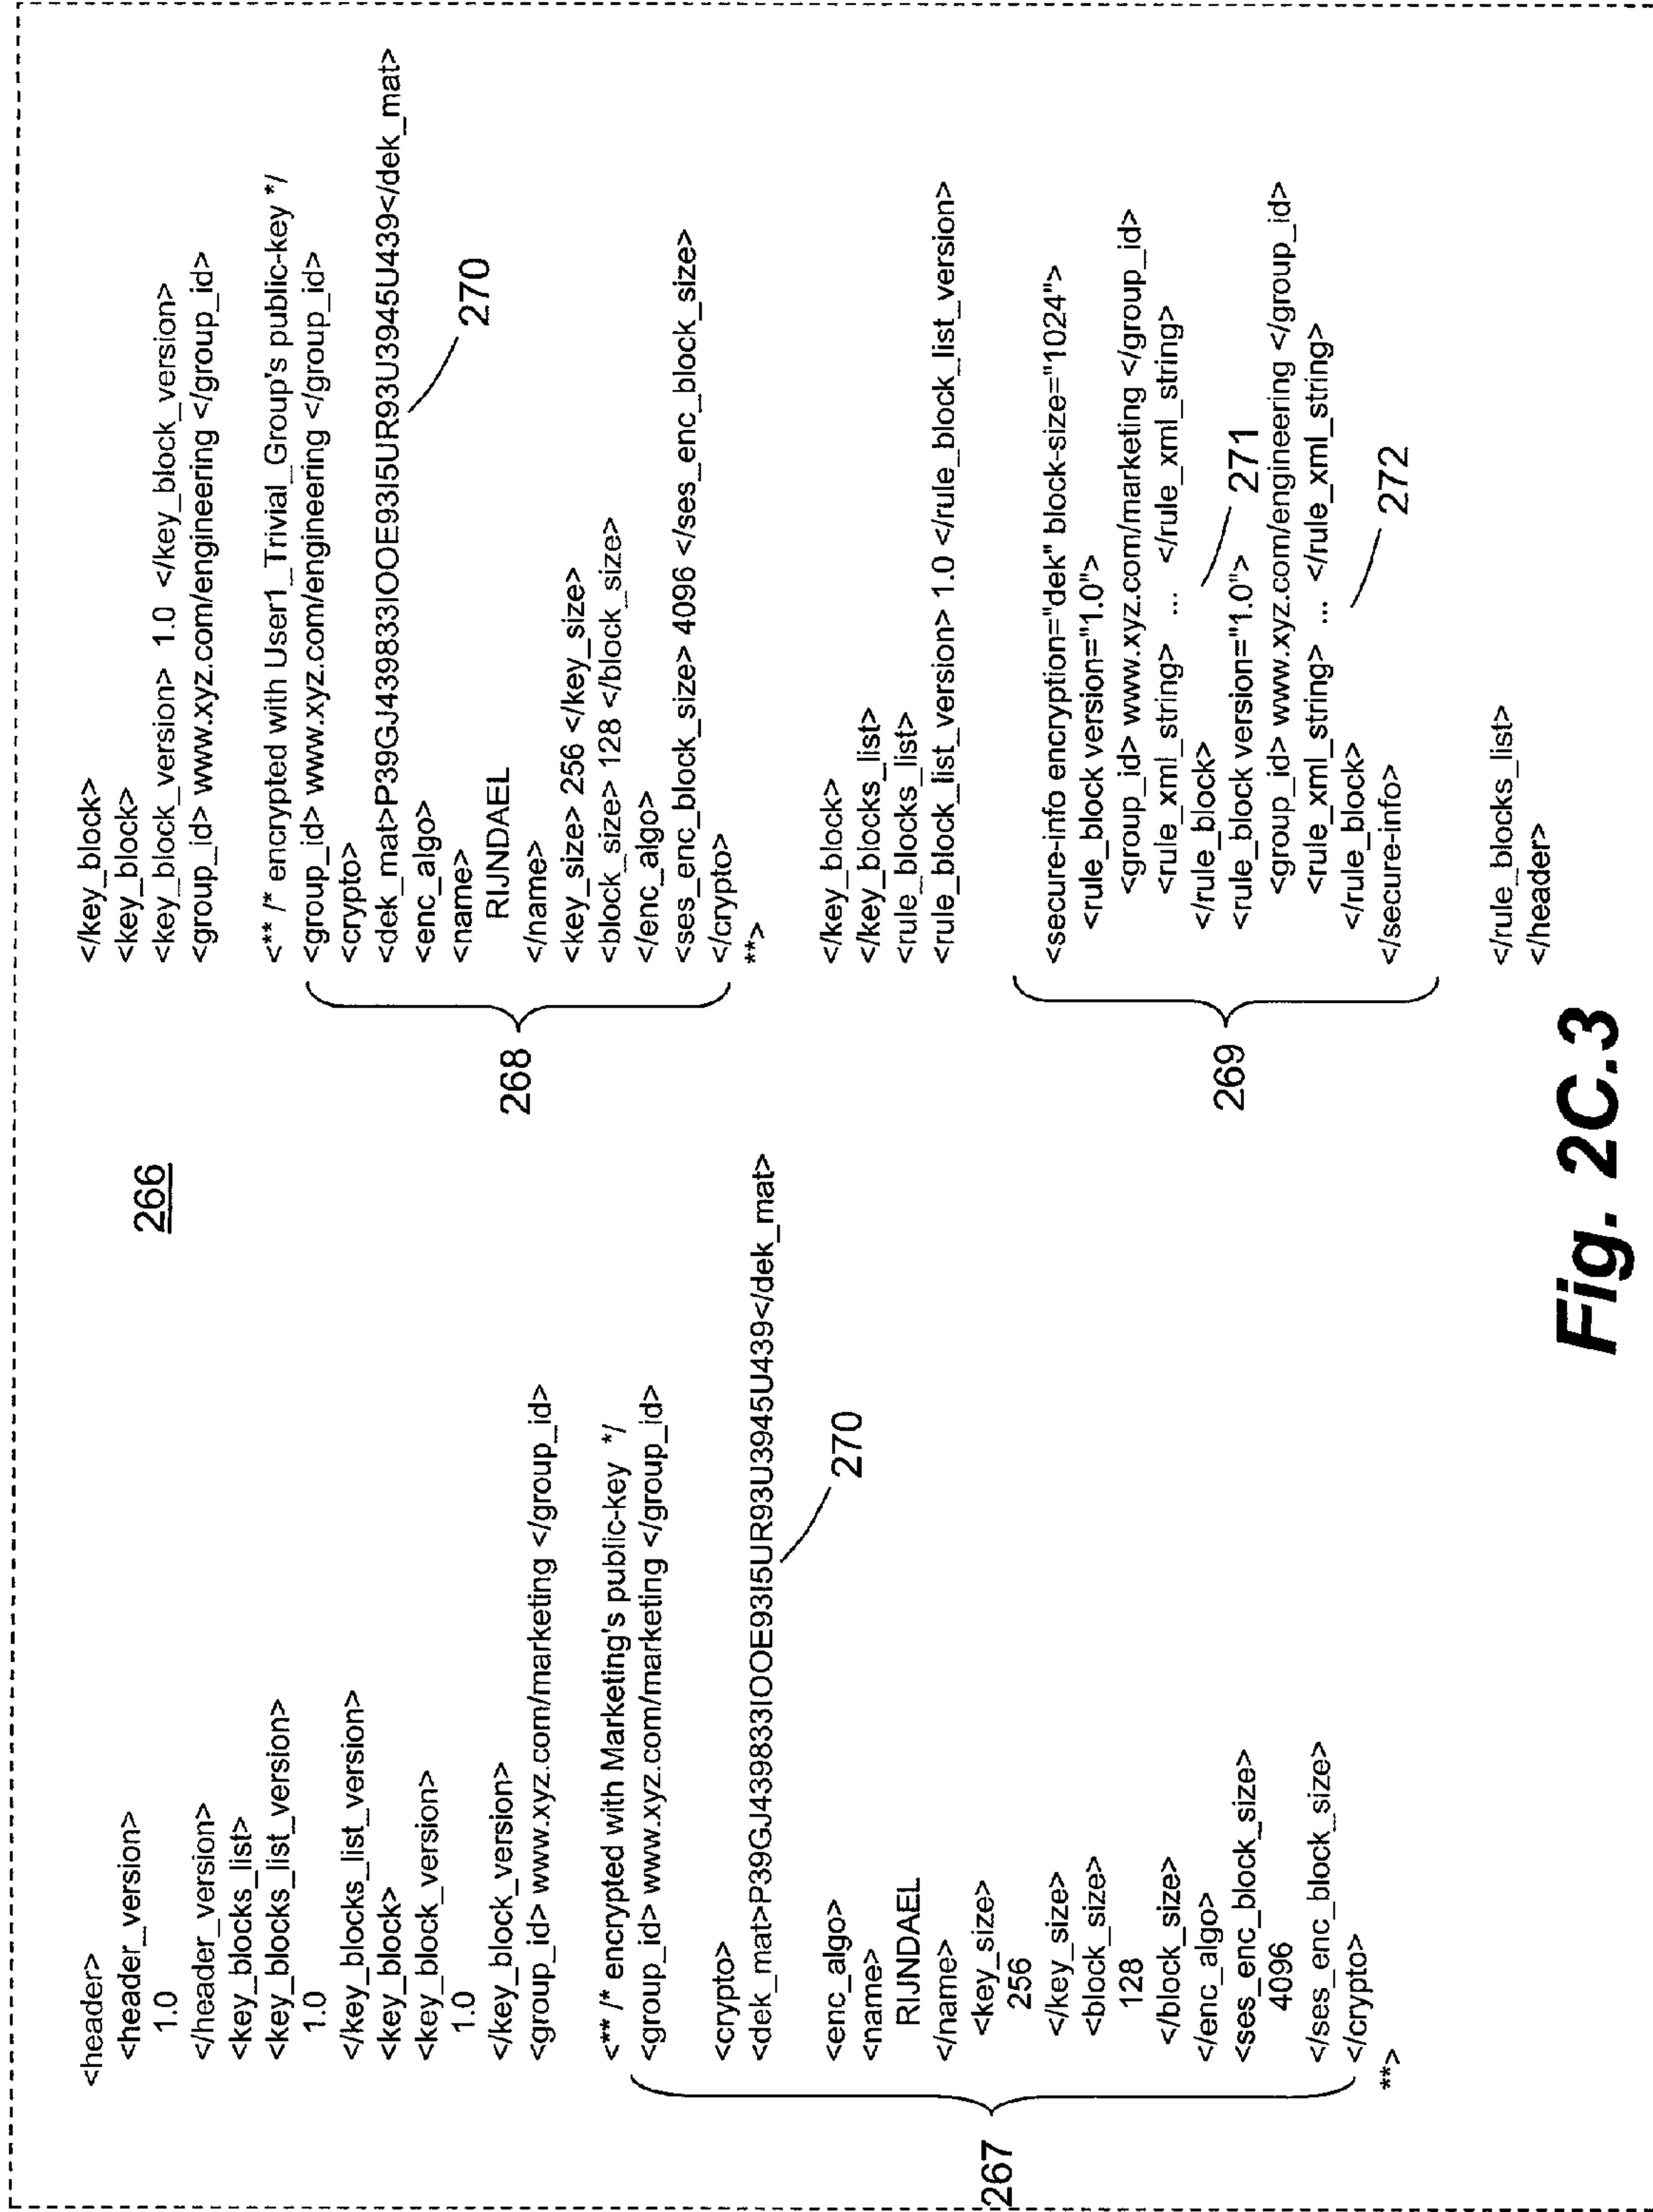 266
<header>
<header_version>
1.0
</header_version>
<key_blocks_list>
<key_blocks_list_version>
1.0
</key_blocks_list_version>
<key_block>
<key_block_version>
1.0
</key_block_version>
<group_id> www.xyz.com/marketing </group_id>
<** /* encrypted with Marketing's public-key */
<group_id> www.xyz.com/marketing </group_id>
<crypto>
<dek_mat>P39GJ439833IOOE93I5UR93U3945U439</dek_mat>
270
<enc_algo>
<name>
RIJNDAEL
</name>
<key_size>
256
</key_size>
<block_size>
128
</block_size>
</enc_algo>
<ses_enc_block_size>
4096
</ses_enc_block_size>
</crypto>
**>
267
</key_block>
<key_block>
<key_block_version> 1.0 </key_block_version>
<group_id> www.xyz.com/engineering </group_id>
<** /* encrypted with User1_Trivial_Group's public-key */
<group_id> www.xyz.com/engineering </group_id>
<crypto>
<dek_mat>P39GJ439833IOOE93I5UR93U3945U439</dek_mat>
270
<enc_algo>
<name>
RIJNDAEL
</name>
<key_size> 256 </key_size>
<block_size> 128 </block_size>
</enc_algo>
<ses_enc_block_size> 4096 </ses_enc_block_size>
</crypto>
**>
268
</key_block>
</key_blocks_list>
<rule_blocks_list>
<rule_block_list_version> 1.0 </rule_block_list_version>
<secure-info encryption="dek" block-size="1024">
<rule_block version="1.0">
<group_id> www.xyz.com/marketing </group_id>
<rule_xml_string> ... </rule_xml_string>
</rule_block>
271
<rule_block version="1.0">
<group_id> www.xyz.com/engineering </group_id>
<rule_xml_string> ... </rule_xml_string>
</rule_block>
272
</secure-info>
269
</rule_blocks_list>
</header>
Fig. 2C.3